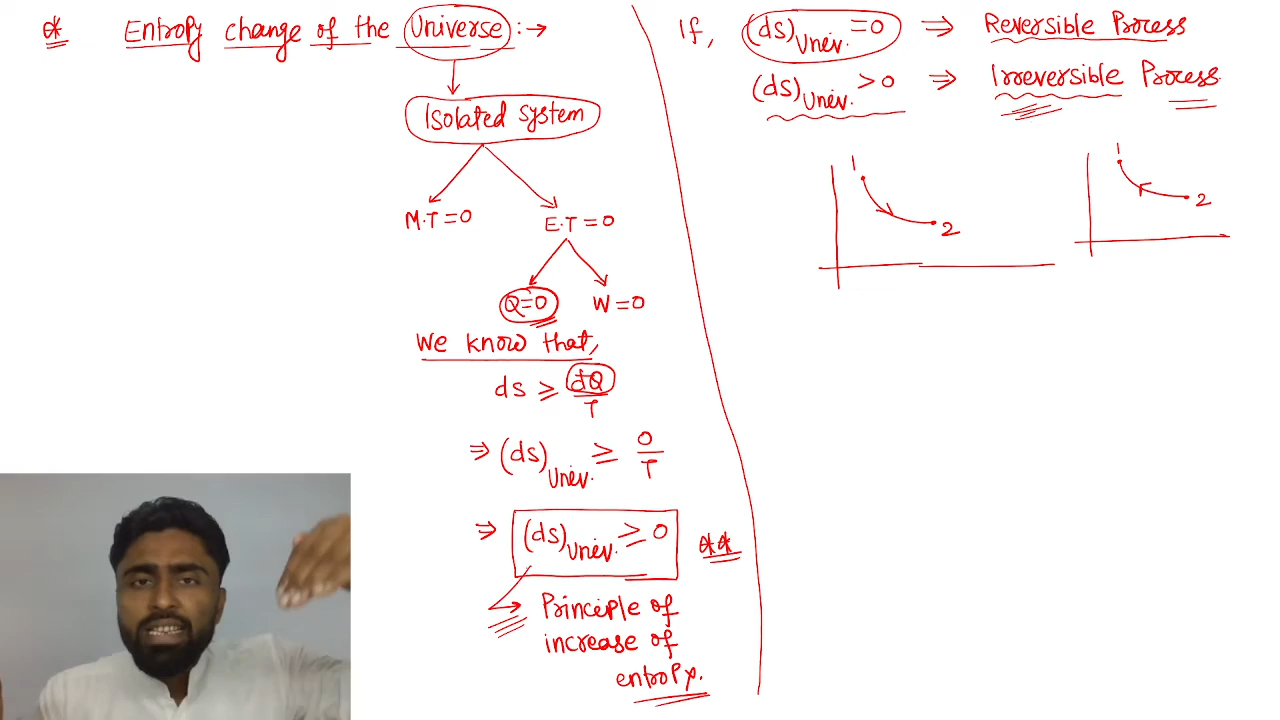 * Entropy change of the Universe :→
Isolated system
M.T=0
E.T=0
Q=0
W=0
We know that,
ds ≥ dQ/T
⇒ (ds)Univ. ≥ 0/T
⇒ (ds)Univ. ≥ 0 **
→ Principle of
increase of
entropy.
If, (ds)Univ. =0 ⇒ Reversible Process
(ds)Univ. >0 ⇒ Irreversible Process
1
2
1
2